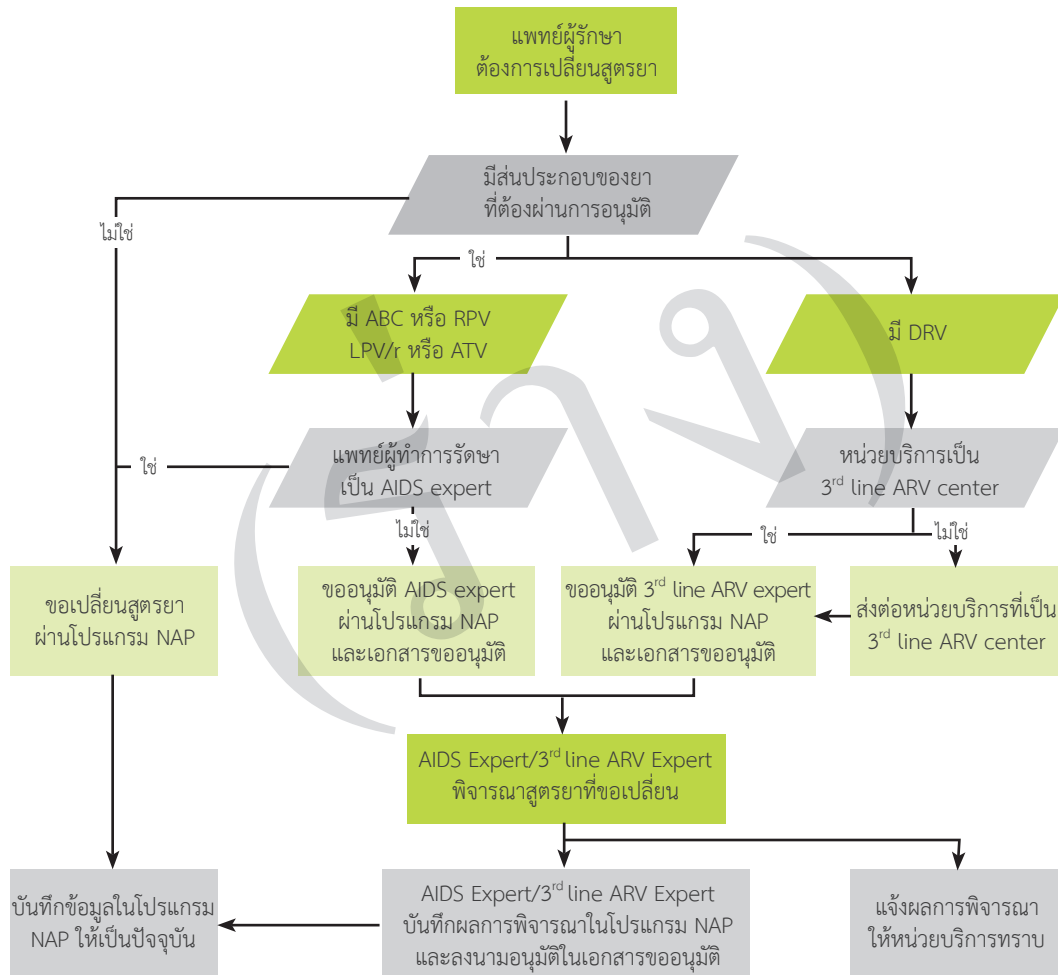 แพทย์ผู้รักษา
ต้องการเปลี่ยนสูตรยา
มีส่นประกอบของยา
ที่ต้องผ่านการอนุมัติ
ไม่ใช่
ใช่
มี ABC หรือ RPV
LPV/r หรือ ATV
มี DRV
แพทย์ผู้ทำการรัดษา
เป็น AIDS expert
หน่วยบริการเป็น
3rd line ARV center
ใช่
ไม่ใช่
ใช่
ไม่ใช่
ขอเปลี่ยนสูตรยา
ผ่านโปรแกรม NAP
ขออนุมัติ AIDS expert
ผ่านโปรแกรม NAP
และเอกสารขออนุมัติ
ขออนุมัติ 3rd line ARV expert
ผ่านโปรแกรม NAP
และเอกสารขออนุมัติ
ส่งต่อหน่วยบริการที่เป็น
3rd line ARV center
AIDS Expert/3rd line ARV Expert
พิจารณาสูตรยาที่ขอเปลี่ยน
บันทึกข้อมูลในโปรแกรม
NAP ให้เป็นปัจจุบัน
AIDS Expert/3rd line ARV Expert
บันทึกผลการพิจารณาในโปรแกรม NAP
และลงนามอนุมัติในเอกสารขออนุมัติ
แจ้งผลการพิจารณา
ให้หน่วยบริการทราบ
(ร่าง)